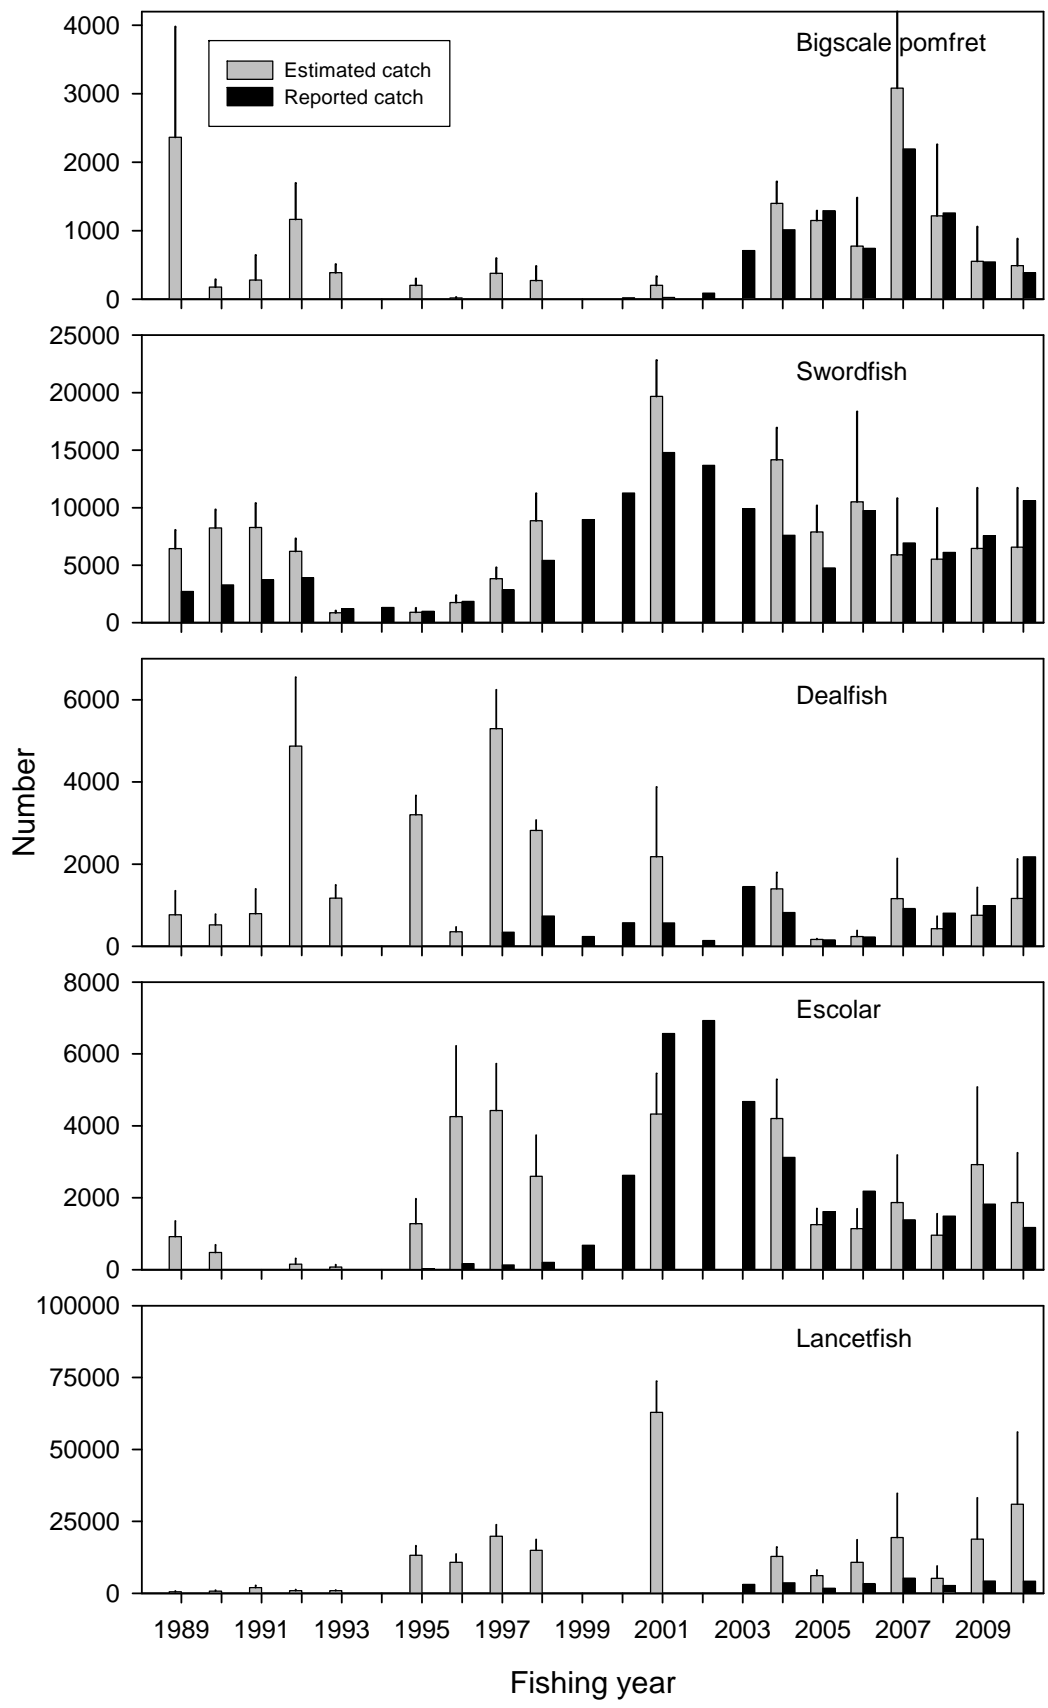 4000
3000
2000
1000
0
Bigscale pomfret
Estimated catch
Reported catch
25000
20000
15000
10000
5000
0
Swordfish
6000
4000
2000
0
Dealfish
Number
8000
6000
4000
2000
0
Escolar
100000
75000
50000
25000
0
Lancetfish
1989 1991 1993 1995 1997 1999 2001 2003 2005 2007 2009
Fishing year